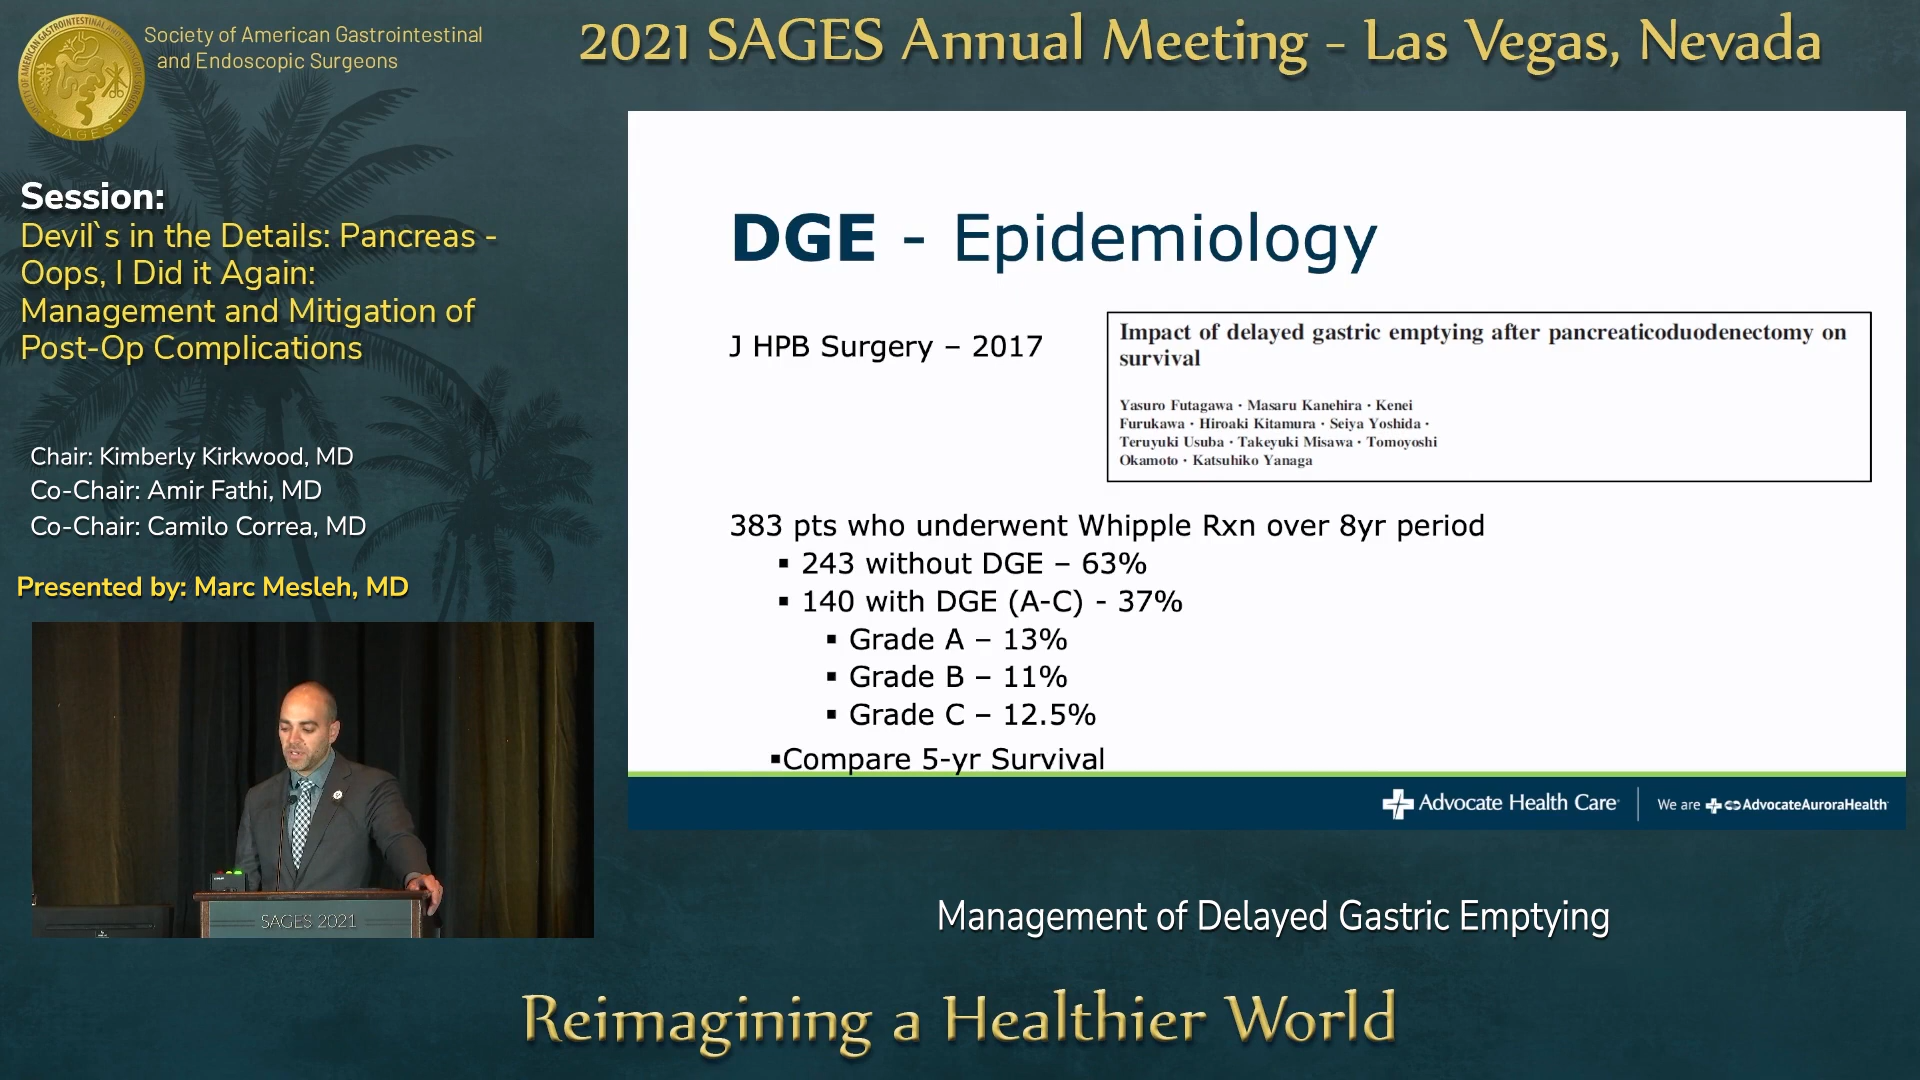 Society of American Gastrointestinal
and Endoscopic Surgeons
2021 SAGES Annual Meeting - Las Vegas, Nevada
SAGES
Session:
Devil`s in the Details: Pancreas -
Oops, I Did it Again:
Management and Mitigation of
Post-Op Complications
Chair: Kimberly Kirkwood, MD
Co-Chair: Amir Fathi, MD
Co-Chair: Camilo Correa, MD
Presented by: Marc Mesleh, MD
SAGES 2021
DGE - Epidemiology
J HPB Surgery – 2017
Impact of delayed gastric emptying after pancreaticoduodenectomy on
survival
Yasuro Futagawa · Masaru Kanehira · Kenei
Furukawa · Hiroaki Kitamura · Seiya Yoshida ·
Teruyuki Usuba · Takeyuki Misawa · Tomoyoshi
Okamoto · Katsuhiko Yanaga
383 pts who underwent Whipple Rxn over 8yr period
▪ 243 without DGE – 63%
▪ 140 with DGE (A-C) - 37%
▪ Grade A – 13%
▪ Grade B – 11%
▪ Grade C – 12.5%
▪Compare 5-yr Survival
Advocate Health Care
We are AdvocateAuroraHealth
Management of Delayed Gastric Emptying
Reimagining a Healthier World